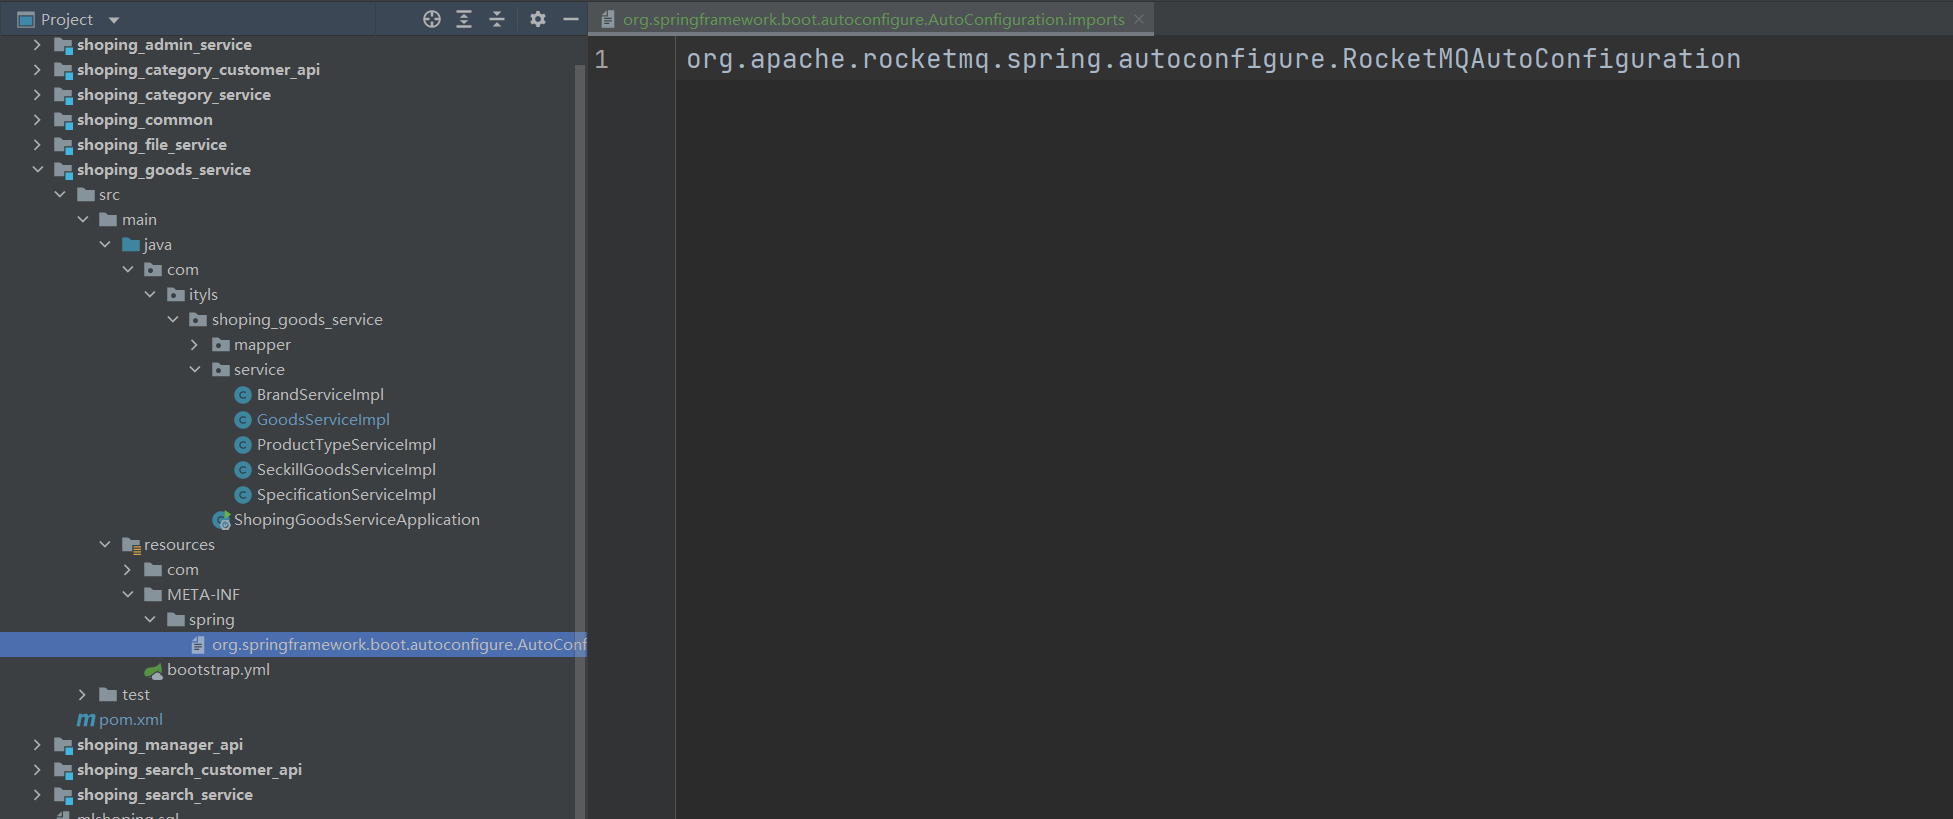 Project
shoping_admin_service
shoping_category_customer_api
shoping_category_service
shoping_common
shoping_file_service
shoping_goods_service
src
main
java
com
ityls
shoping_goods_service
mapper
service
BrandServiceImpl
GoodsServiceImpl
ProductTypeServiceImpl
SeckillGoodsServiceImpl
SpecificationServiceImpl
ShopingGoodsServiceApplication
resources
com
META-INF
spring
org.springframework.boot.autoconfigure.AutoConf
bootstrap.yml
test
pom.xml
shoping_manager_api
shoping_search_customer_api
shoping_search_service
org.springframework.boot.autoconfigure.AutoConfiguration.imports
1 org.apache.rocketmq.spring.autoconfigure.RocketMQAutoConfiguration